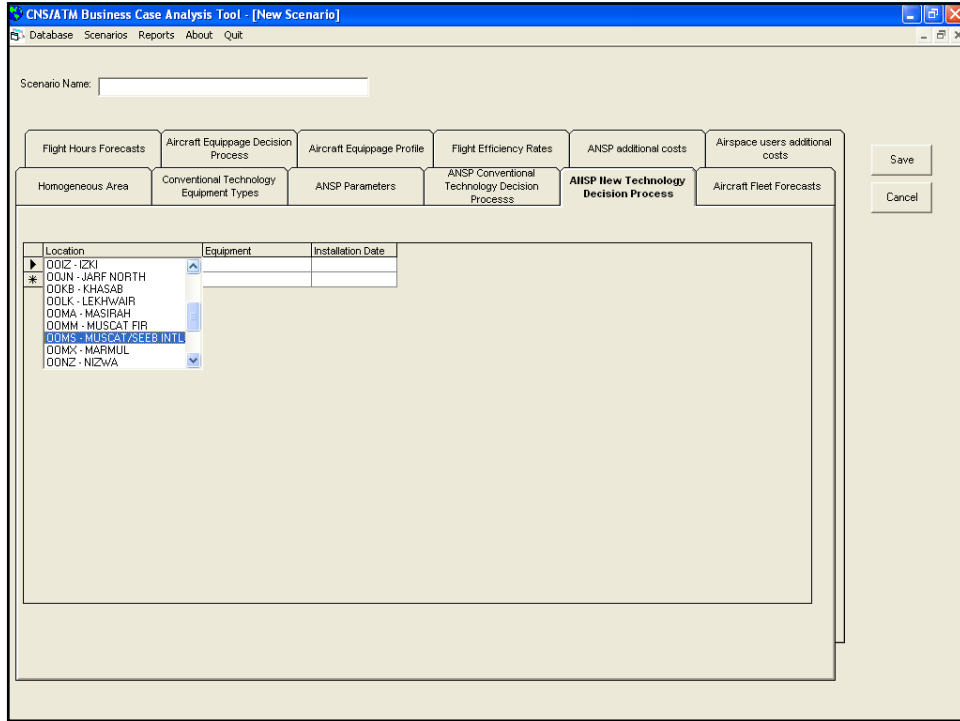 CNS/ATM Business Case Analysis Tool - [New Scenario]
Database Scenarios Reports About Quit
Scenario Name:
Flight Hours Forecasts
Aircraft Equippage Decision
Process
Aircraft Equippage Profile
Flight Efficiency Rates
ANSP additional costs
Airspace users additional
costs
Save
Homogeneous Area
Conventional Technology
Equipment Types
ANSP Parameters
ANSP Conventional
Technology Decision
Processs
ANSP New Technology
Decision Process
Aircraft Fleet Forecasts
Cancel
Location Equipment Installation Date
OOIZ - IZKI
OOJN - JARF NORTH
OOKB - KHASAB
OOLK - LEKHWAIR
OOMA - MASIRAH
OOMM - MUSCAT FIR
OOMS - MUSCAT/SEEB INTL
OOMX - MARMUL
OONZ - NIZWA